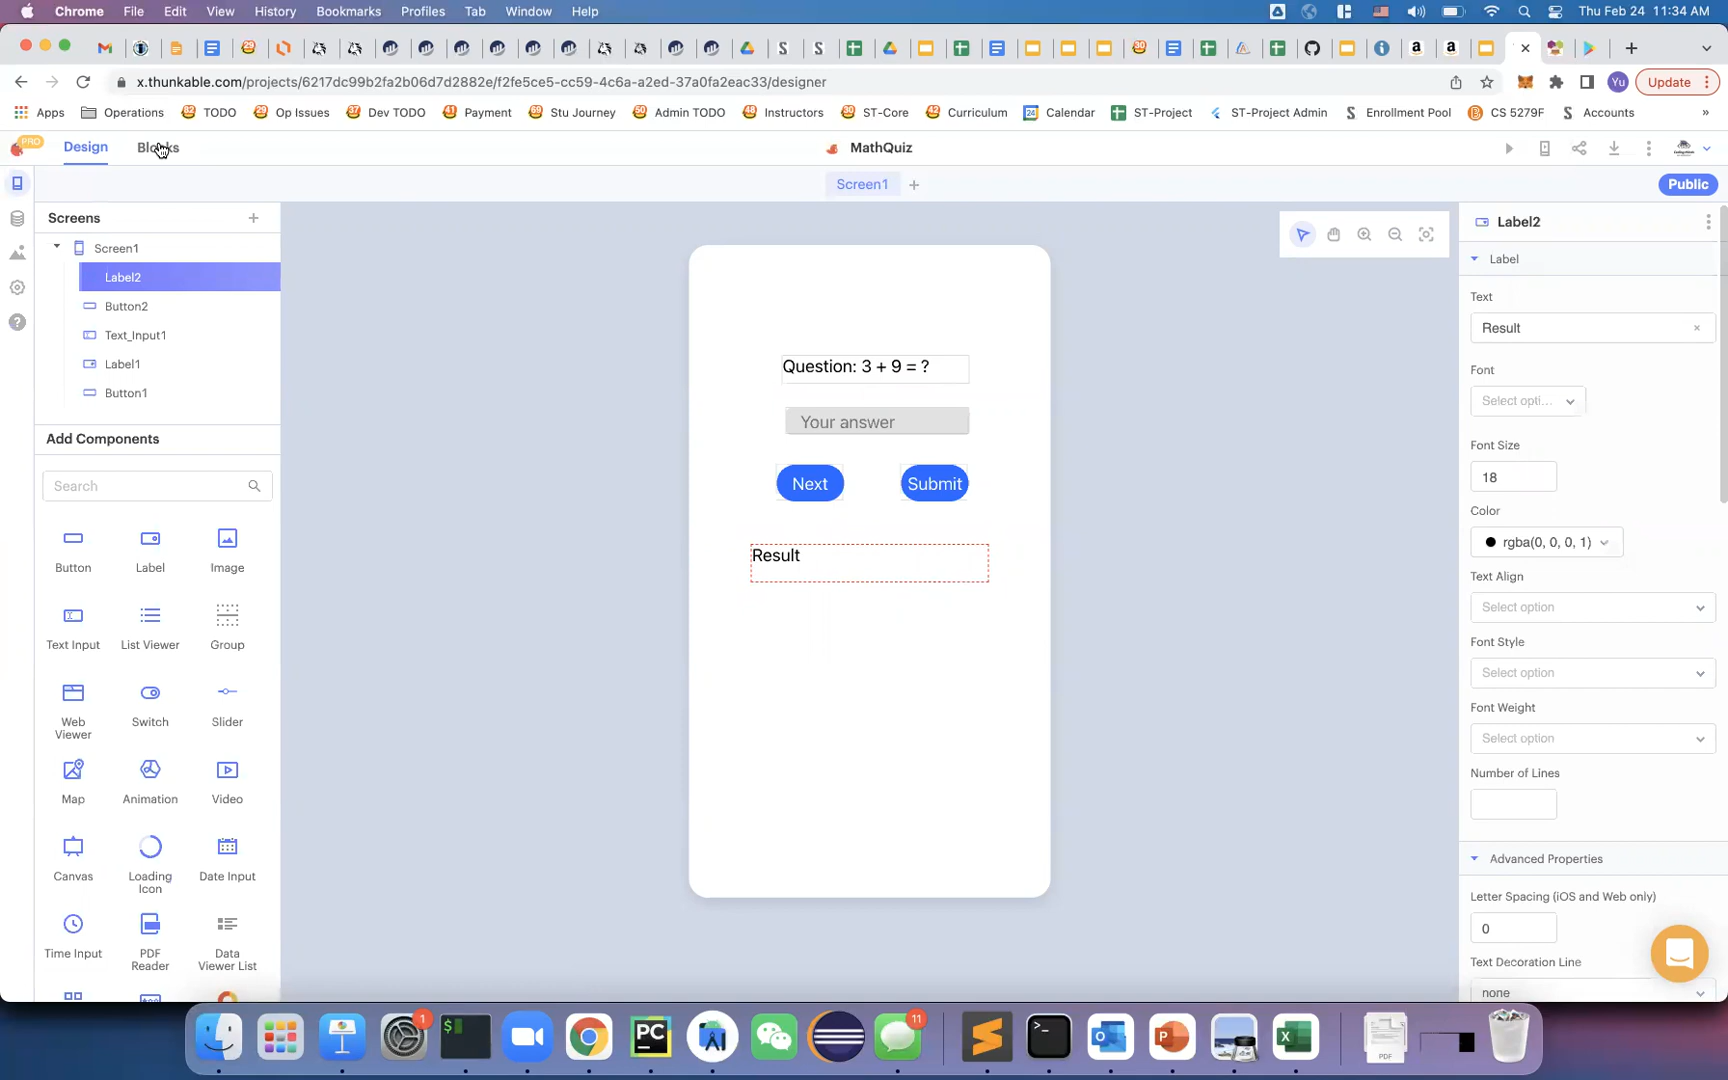 Chrome File Edit View History Bookmarks Profiles Tab Window Help Thu Feb 24 11:34 AM
x.thunkable.com/projects/6217dc99b2fa2b06d7d2882e/f2fe5ce5-cc59-4c6a-a2ed-37a0fa2eac33/designer Yu Update
Apps Operations TODO Op Issues Dev TODO Payment Stu Journey Admin TODO Instructors ST-Core Curriculum Calendar ST-Project ST-Project Admin Enrollment Pool CS 5279F Accounts »
PRO Design Blocks MathQuiz
Screen1 + Public
Screens +
Screen1
Label2
Button2
Text_Input1
Label1
Button1
Add Components
Search
Button Label Image
Text Input List Viewer Group
Web Viewer Switch Slider
Map Animation Video
Canvas Loading Icon Date Input
Time Input PDF Reader Data Viewer List
Question: 3 + 9 = ?
Your answer
Next Submit
Result
Label2
Label
Text
Result ×
Font
Select opti...
Font Size
18
Color
rgba(0, 0, 0, 1)
Text Align
Select option
Font Style
Select option
Font Weight
Select option
Number of Lines
Advanced Properties
Letter Spacing (iOS and Web only)
0
Text Decoration Line
none
1 PC 11
PDF